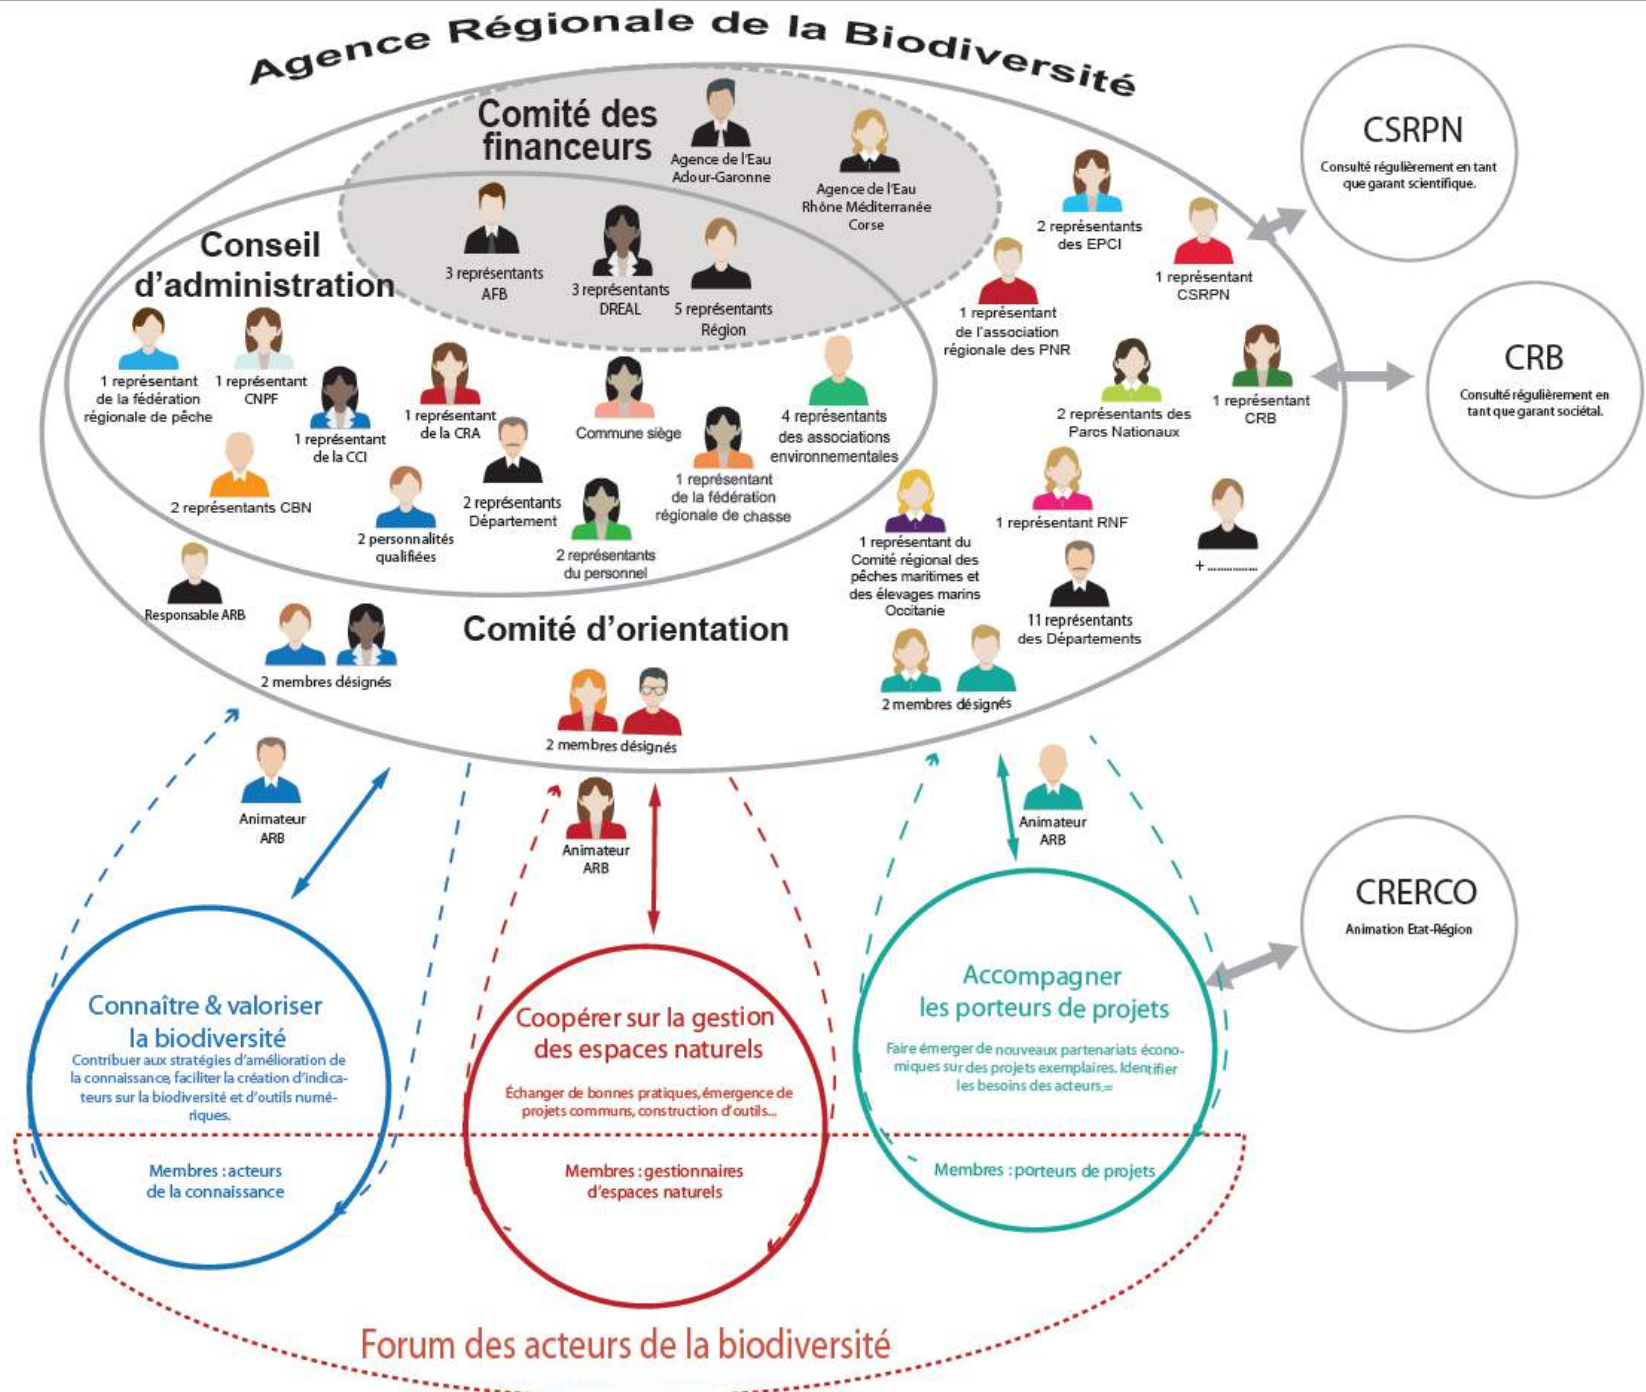 Agence Régionale de la Biodiversité
Comité des
financeurs
Agence de l'Eau
Adour-Garonne
Agence de l'Eau
Rhône Méditerranée
Corse
3 représentants
AFB
3 représentants
DREAL
5 représentants
Région
Conseil
d'administration
1 représentant
de la fédération
régionale de pêche
1 représentant
CNPF
1 représentant
de la CCI
1 représentant
de la CRA
Commune siège
4 représentants
des associations
environnementales
2 représentants CBN
2 personnalités
qualifiées
2 représentants
Département
2 représentants
du personnel
1 représentant
de la fédération
régionale de chasse
2 représentants
des EPCI
1 représentant
CSRPN
1 représentant
de l'association
régionale des PNR
2 représentants des
Parcs Nationaux
1 représentant
CRB
1 représentant RNF
1 représentant du
Comité régional des
pêches maritimes et
des élevages marins
Occitanie
11 représentants
des Départements
+ ...............
Responsable ARB
Comité d'orientation
2 membres désignés
2 membres désignés
2 membres désignés
CSRPN
Consulté régulièrement en tant
que garant scientifique.
CRB
Consulté régulièrement en
tant que garant sociétal.
CRERCO
Animation Etat-Région
Animateur
ARB
Animateur
ARB
Animateur
ARB
Connaître & valoriser
la biodiversité
Contribuer aux stratégies d'amélioration de
la connaissance, faciliter la création d'indica-
teurs sur la biodiversité et d'outils numé-
riques.
Membres : acteurs
de la connaissance
Coopérer sur la gestion
des espaces naturels
Échanger de bonnes pratiques, émergence de
projets communs, construction d'outils...
Membres : gestionnaires
d'espaces naturels
Accompagner
les porteurs de projets
Faire émerger de nouveaux partenariats écono-
miques sur des projets exemplaires. Identifier
les besoins des acteurs...
Membres : porteurs de projets
Forum des acteurs de la biodiversité